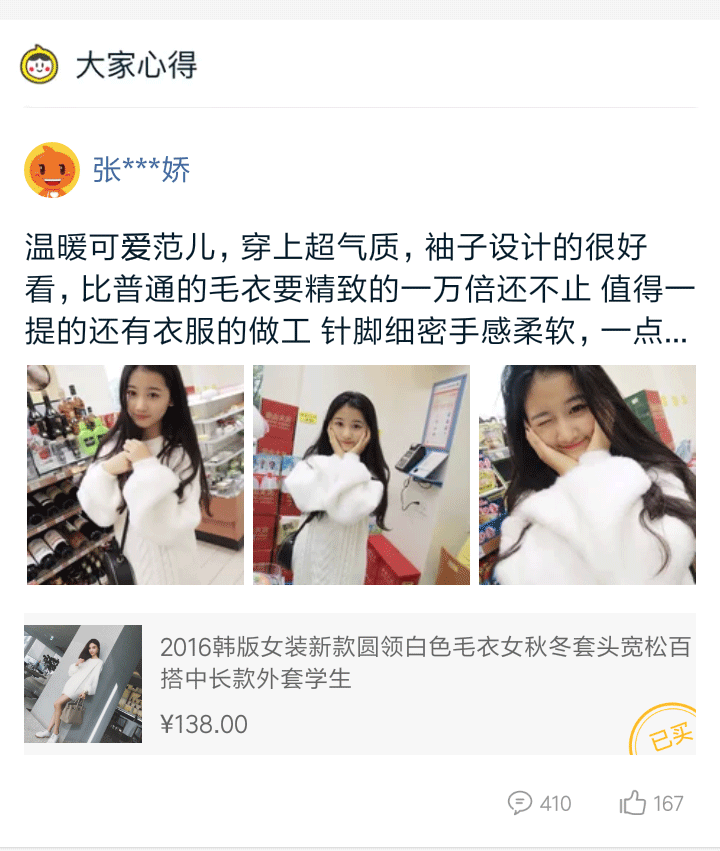 大家心得
张***娇
温暖可爱范儿，穿上超气质，袖子设计的很好
看，比普通的毛衣要精致的一万倍还不止 值得一
提的还有衣服的做工 针脚细密手感柔软，一点...
2016韩版女装新款圆领白色毛衣女秋冬套头宽松百
搭中长款外套学生
¥138.00
已买
410
167